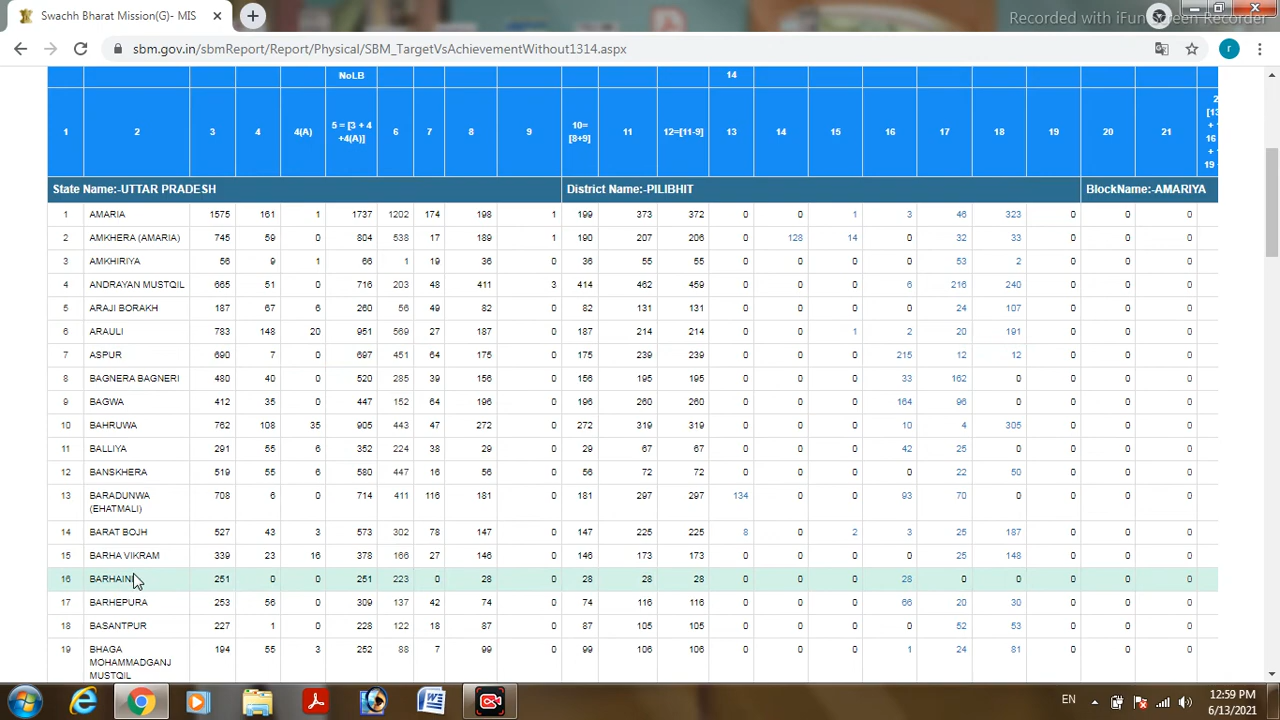 Swachh Bharat Mission(G)- MIS
Recorded with iFun Screen Recorder
sbm.gov.in/sbmReport/Report/Physical/SBM_TargetVsAchievementWithout1314.aspx
r
NoLB 14
1 2 3 4 4(A) 5 = [3 + 4 +4(A)] 6 7 8 9 10= [8+9] 11 12=[11-9] 13 14 15 16 17 18 19 20 21
State Name:-UTTAR PRADESH District Name:-PILIBHIT BlockName:-AMARIYA
1 AMARIA 1575 161 1 1737 1202 174 198 1 199 373 372 0 0 1 3 46 323 0 0 0
2 AMKHERA (AMARIA) 745 59 0 804 538 17 189 1 190 207 206 0 128 14 0 32 33 0 0 0
3 AMKHIRIYA 56 9 1 66 1 19 36 0 36 55 55 0 0 0 0 53 2 0 0 0
4 ANDRAYAN MUSTQIL 665 51 0 716 203 48 411 3 414 462 459 0 0 0 6 216 240 0 0 0
5 ARAJI BORAKH 187 67 6 260 56 49 82 0 82 131 131 0 0 0 0 24 107 0 0 0
6 ARAULI 783 148 20 951 569 27 187 0 187 214 214 0 0 1 2 20 191 0 0 0
7 ASPUR 690 7 0 697 451 64 175 0 175 239 239 0 0 0 215 12 12 0 0 0
8 BAGNERA BAGNERI 480 40 0 520 285 39 156 0 156 195 195 0 0 0 33 162 0 0 0 0
9 BAGWA 412 35 0 447 152 64 196 0 196 260 260 0 0 0 164 96 0 0 0 0
10 BAHRUWA 762 108 35 905 443 47 272 0 272 319 319 0 0 0 10 4 305 0 0 0
11 BALLIYA 291 55 6 352 224 38 29 0 29 67 67 0 0 0 42 25 0 0 0 0
12 BANSKHERA 519 55 6 580 447 16 56 0 56 72 72 0 0 0 0 22 50 0 0 0
13 BARADUNWA 708 6 0 714 411 116 181 0 181 297 297 134 0 0 93 70 0 0 0 0
(EHATMALI)
14 BARAT BOJH 527 43 3 573 302 78 147 0 147 225 225 8 0 2 3 25 187 0 0 0
15 BARHA VIKRAM 339 23 16 378 166 27 146 0 146 173 173 0 0 0 0 25 148 0 0 0
16 251 0 0 251 223 0 28 0 28 28 28 0 0 0 28 0 0 0 0 0
17 BARHEPURA 253 56 0 309 137 42 74 0 74 116 116 0 0 0 66 20 30 0 0 0
18 BASANTPUR 227 1 0 228 122 18 87 0 87 105 105 0 0 0 0 52 53 0 0 0
19 BHAGA 194 55 3 252 88 7 99 0 99 106 106 0 0 0 1 24 81 0 0 0
MOHAMMADGANJ
MUSTQIL
EN 12:59 PM
6/13/2021